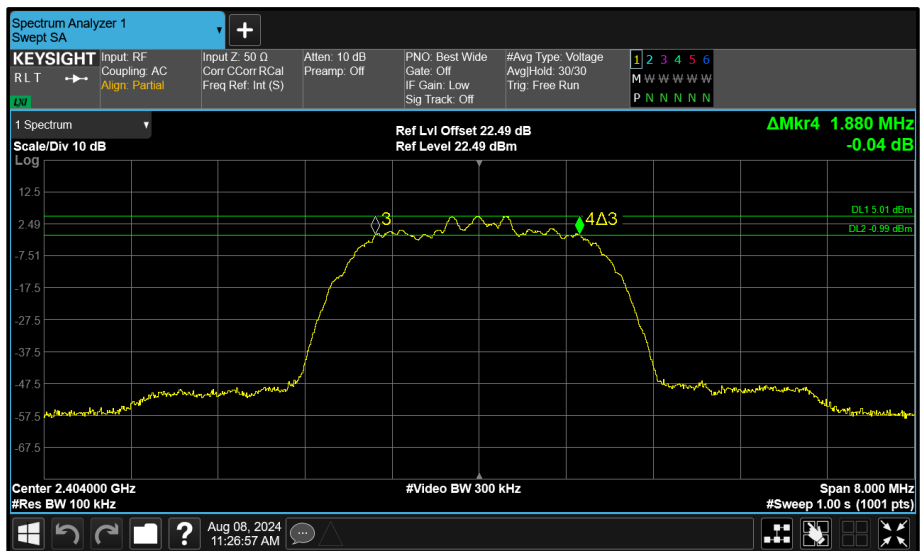 Spectrum Analyzer 1
Swept SA
▼
+
KEYSIGHT
R L T
LXI
Input: RF
Coupling: AC
Align: Partial
Input Z: 50 Ω
Corr CCorr RCal
Freq Ref: Int (S)
Atten: 10 dB
Preamp: Off
PNO: Best Wide
Gate: Off
IF Gain: Low
Sig Track: Off
#Avg Type: Voltage
Avg|Hold: 30/30
Trig: Free Run
1 2 3 4 5 6
M W W W W W
P N N N N N
1 Spectrum ▼
Scale/Div 10 dB
Ref Lvl Offset 22.49 dB
Ref Level 22.49 dBm
ΔMkr4 1.880 MHz
-0.04 dB
Log
12.5
2.49
-7.51
-17.5
-27.5
-37.5
-47.5
-57.5
-67.5
3
4Δ3
DL1 5.01 dBm
DL2 -0.99 dBm
Center 2.404000 GHz
#Res BW 100 kHz
#Video BW 300 kHz
Span 8.000 MHz
#Sweep 1.00 s (1001 pts)
?
Aug 08, 2024
11:26:57 AM